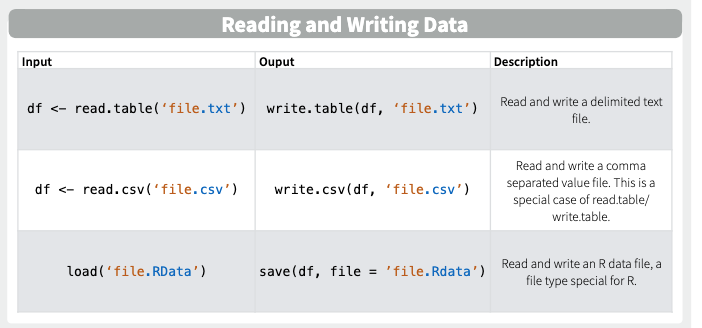 Reading and Writing Data
Input Ouput Description
df <- read.table(‘file.txt’) write.table(df, ‘file.txt’) Read and write a delimited text
file.
df <- read.csv(‘file.csv’) write.csv(df, ‘file.csv’) Read and write a comma
separated value file. This is a
special case of read.table/
write.table.
load(‘file.RData’) save(df, file = ’file.Rdata’) Read and write an R data file, a
file type special for R.